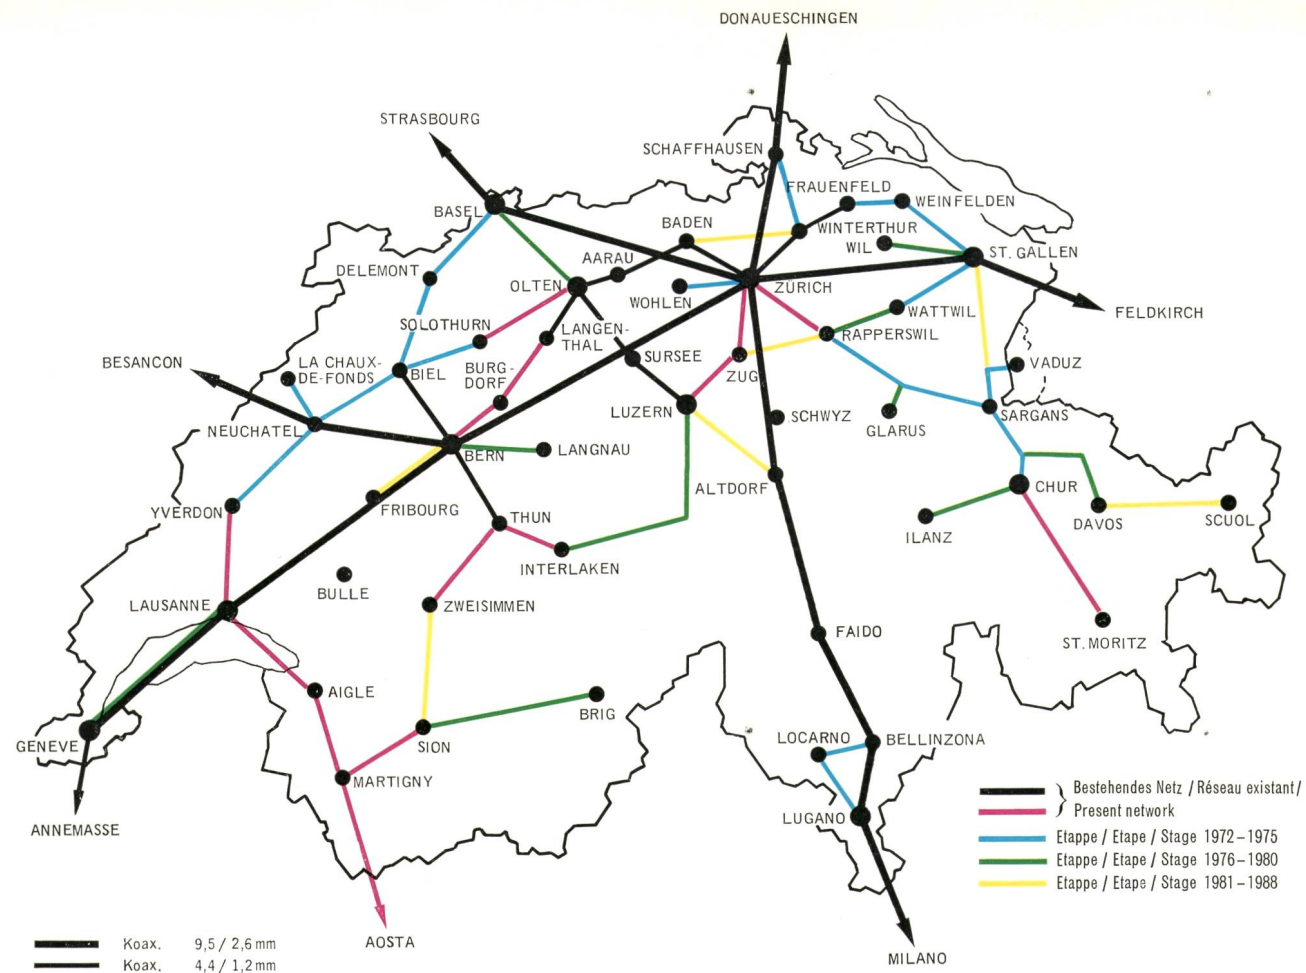 DONAUESCHINGEN
STRASBOURG
SCHAFFHAUSEN
FRAUENFELD
WEINFELDEN
BASEL
BADEN
WINTERTHUR
WIL
ST. GALLEN
AARAU
DELEMONT
OLTEN
WOHLEN
ZÜRICH
WATTWIL
FELDKIRCH
SOLOTHURN
LANGEN-
THAL
RAPPERSWIL
BESANCON
LA CHAUX-
DE-FONDS
BIEL
BURG-
DORF
SURSEE
ZUG
VADUZ
NEUCHATEL
LUZERN
SCHWYZ
GLARUS
SARGANS
BERN
LANGNAU
ALTDORF
CHUR
YVERDON
FRIBOURG
THUN
DAVOS
SCUOL
ILANZ
INTERLAKEN
BULLE
LAUSANNE
ZWEISIMMEN
FAIDO
ST. MORITZ
AIGLE
BRIG
GENEVE
SION
LOCARNO
BELLINZONA
MARTIGNY
LUGANO
ANNEMASSE
AOSTA
MILANO
Bestehendes Netz / Réseau existant /
Present network
Etappe / Etape / Stage 1972–1975
Etappe / Etape / Stage 1976–1980
Etappe / Etape / Stage 1981–1988
Koax. 9,5 / 2,6 mm
Koax. 4,4 / 1,2 mm